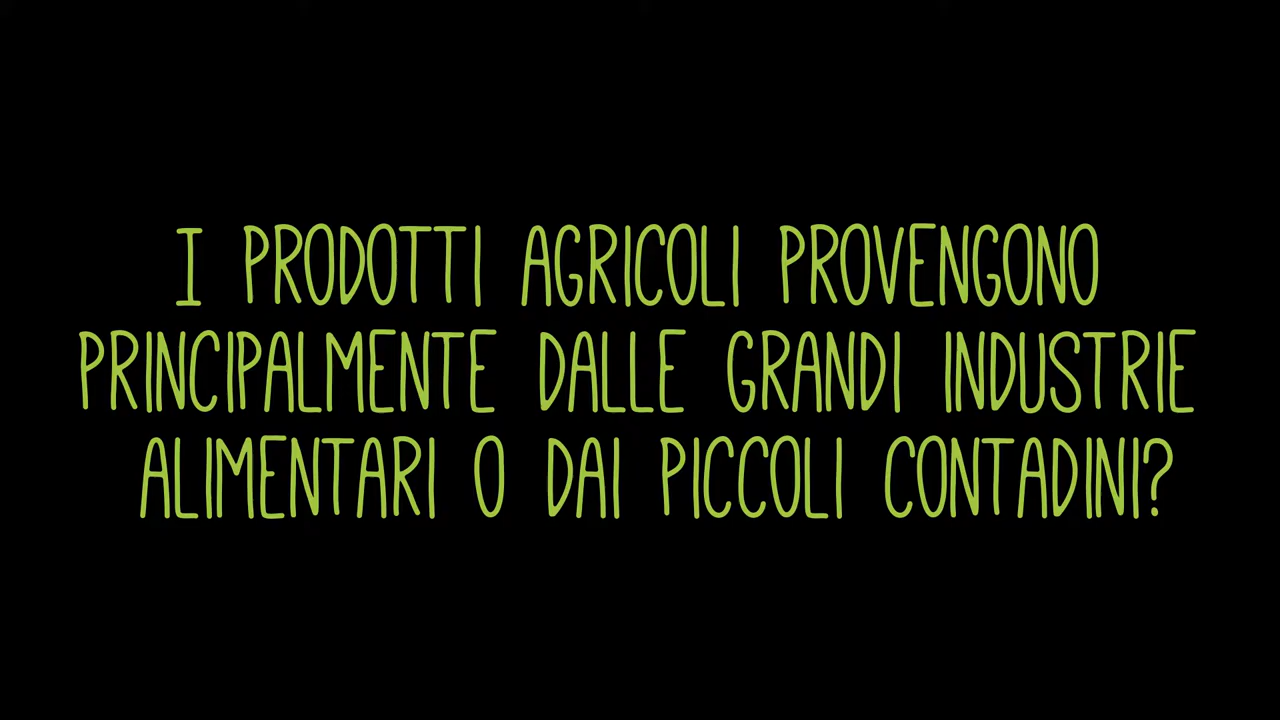 I PRODOTTI AGRICOLI PROVENGONO
PRINCIPALMENTE DALLE GRANDI INDUSTRIE
ALIMENTARI O DAI PICCOLI CONTADINI?